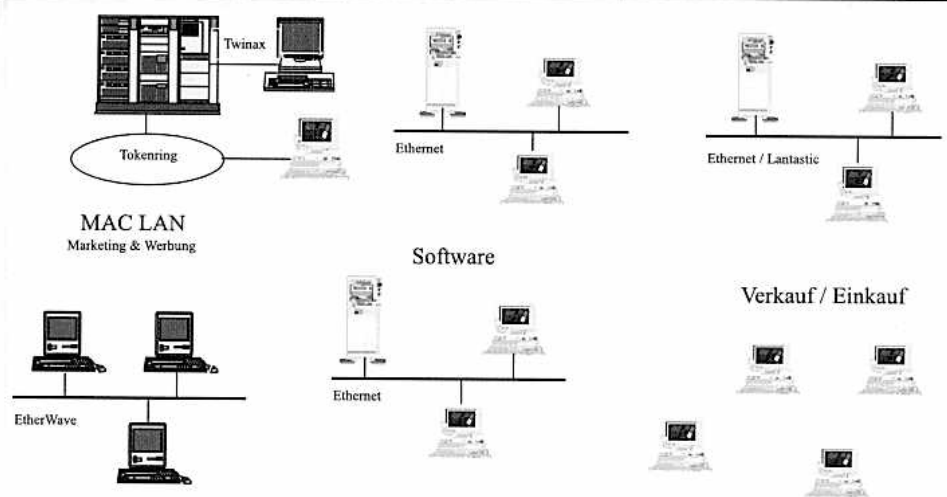 Twinax
Tokenring
Ethernet
Ethernet / Lantastic
MAC LAN
Marketing & Werbung
Software
Verkauf / Einkauf
EtherWave
Ethernet